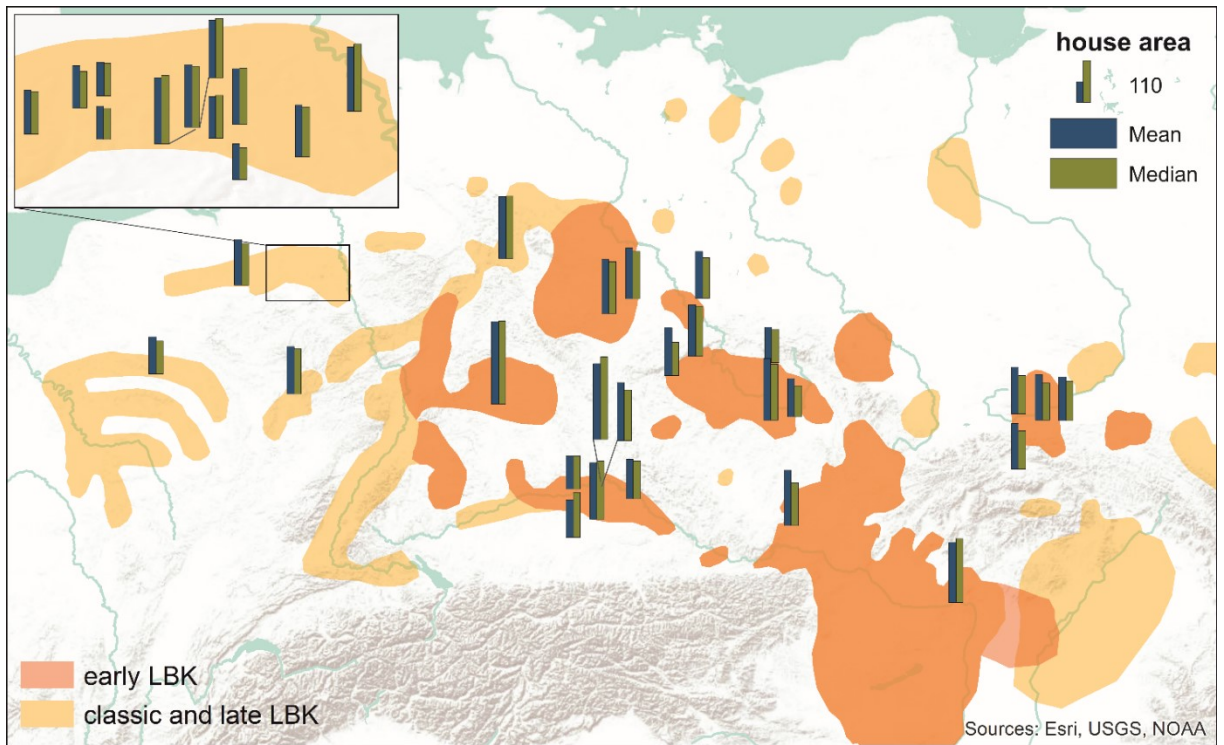 house area
110
Mean
Median
early LBK
classic and late LBK
Sources: Esri, USGS, NOAA